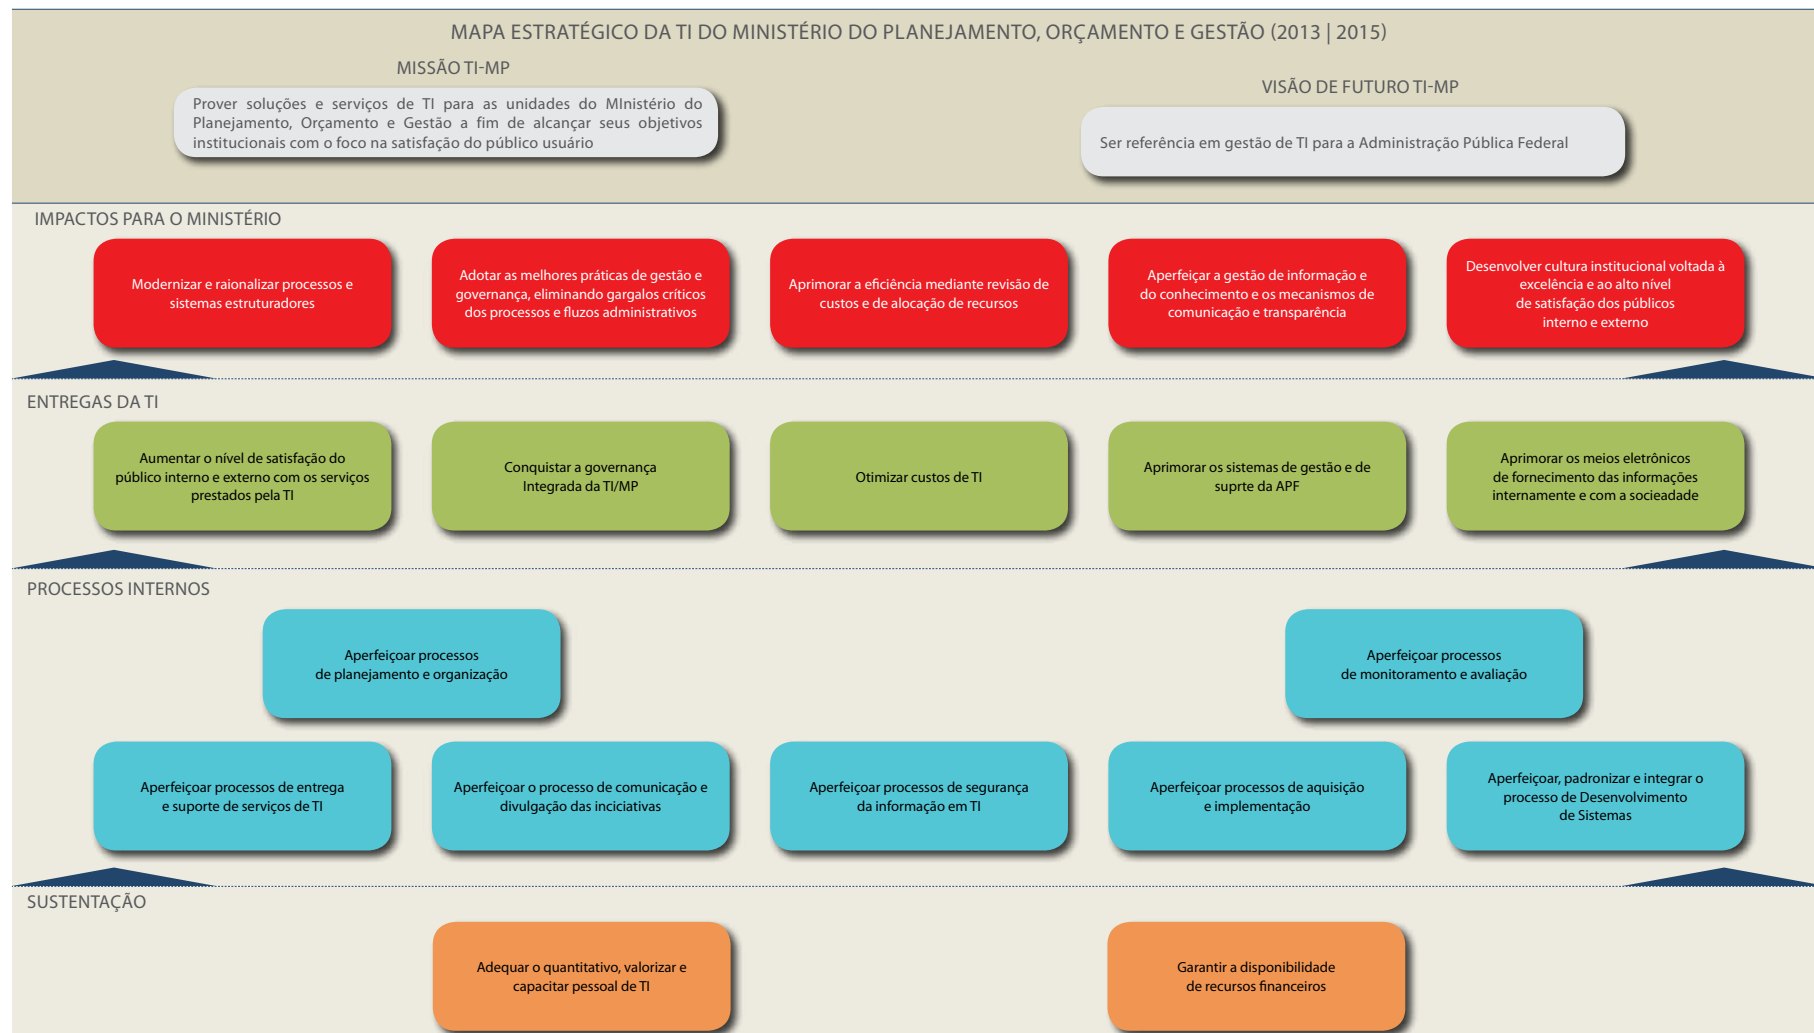 MAPA ESTRATÉGICO DA TI DO MINISTÉRIO DO PLANEJAMENTO, ORÇAMENTO E GESTÃO (2013 | 2015)
MISSÃO TI-MP
Prover soluções e serviços de TI para as unidades do MInistério do
Planejamento, Orçamento e Gestão a fim de alcançar seus objetivos
institucionais com o foco na satisfação do público usuário
VISÃO DE FUTURO TI-MP
Ser referência em gestão de TI para a Administração Pública Federal
IMPACTOS PARA O MINISTÉRIO
Modernizar e raionalizar processos e
sistemas estruturadores
Adotar as melhores práticas de gestão e
governança, eliminando gargalos críticos
dos processos e fluzos administrativos
Aprimorar a eficiência mediante revisão de
custos e de alocação de recursos
Aperfeiçar a gestão de informação e
do conhecimento e os mecanismos de
comunicação e transparência
Desenvolver cultura institucional voltada à
excelência e ao alto nível
de satisfação dos públicos
interno e externo
ENTREGAS DA TI
Aumentar o nível de satisfação do
público interno e externo com os serviços
prestados pela TI
Conquistar a governança
Integrada da TI/MP
Otimizar custos de TI
Aprimorar os sistemas de gestão e de
suprte da APF
Aprimorar os meios eletrônicos
de fornecimento das informações
internamente e com a socieadade
PROCESSOS INTERNOS
Aperfeiçoar processos
de planejamento e organização
Aperfeiçoar processos
de monitoramento e avaliação
Aperfeiçoar processos de entrega
e suporte de serviços de TI
Aperfeiçoar o processo de comunicação e
divulgação das inciciativas
Aperfeiçoar processos de segurança
da informação em TI
Aperfeiçoar processos de aquisição
e implementação
Aperfeiçoar, padronizar e integrar o
processo de Desenvolvimento
de Sistemas
SUSTENTAÇÃO
Adequar o quantitativo, valorizar e
capacitar pessoal de TI
Garantir a disponibilidade
de recursos financeiros